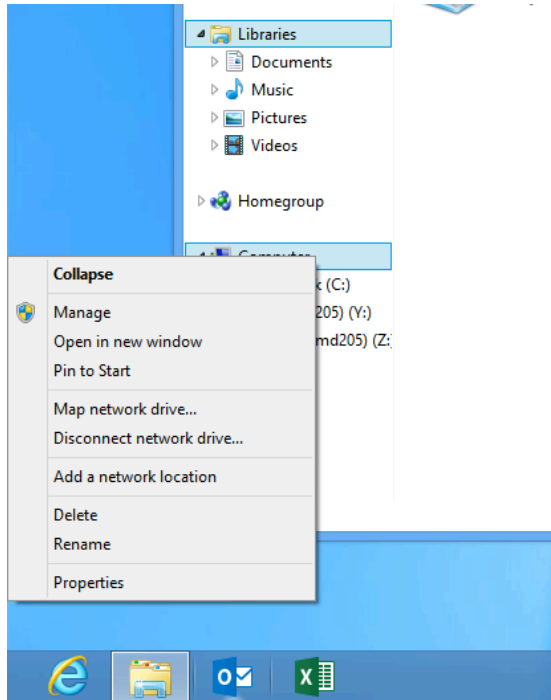 Libraries
Documents
Music
Pictures
Videos
Homegroup
Computer
Collapse
(C:)
Manage
205) (Y:)
Open in new window
md205) (Z:
Pin to Start
Map network drive...
Disconnect network drive...
Add a network location
Delete
Rename
Properties